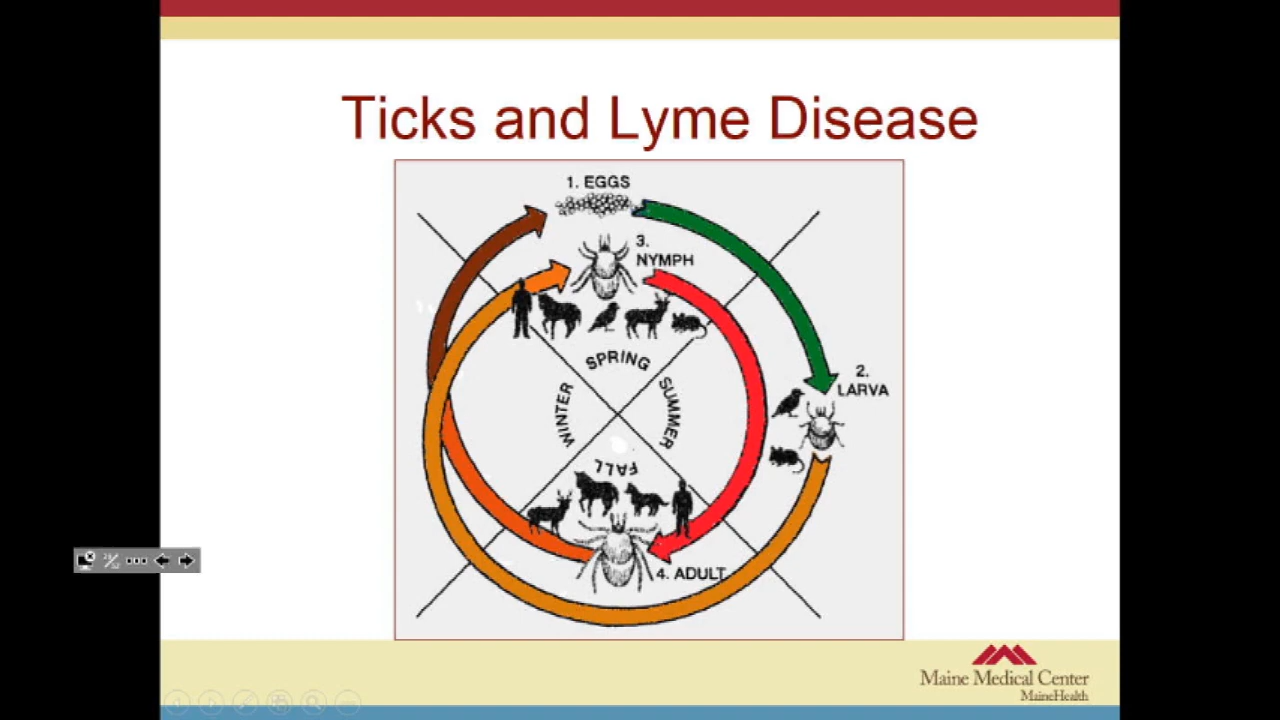 Ticks and Lyme Disease
1. EGGS
3.
NYMPH
2.
LARVA
SPRING
WINTER
SUMMER
FALL
4. ADULT
Maine Medical Center
MaineHealth